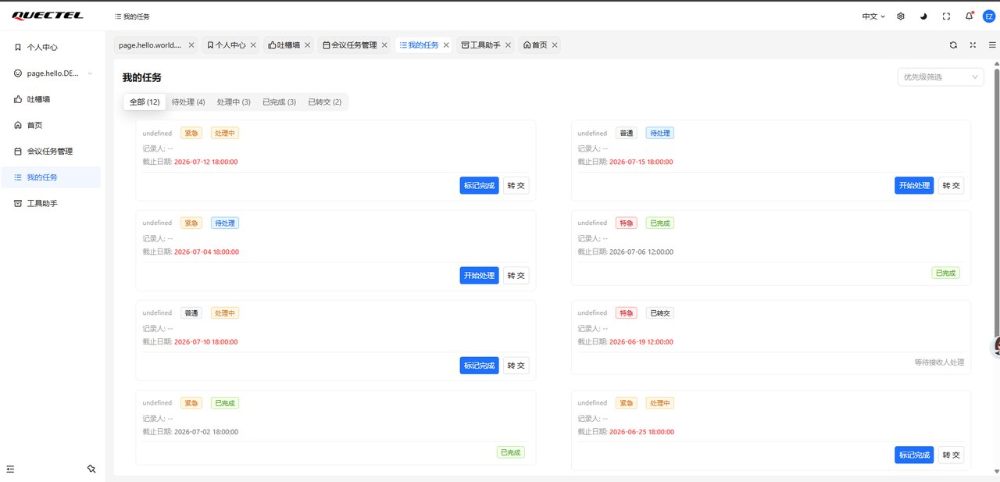 QUECTEL
我的任务
中文
EZ
个人中心
page.hello.DE...
吐槽墙
首页
会议任务管理
我的任务
工具助手
page.hello.world....
个人中心
吐槽墙
会议任务管理
我的任务
工具助手
首页
我的任务
优先级筛选
全部 (12)
待处理 (4)
处理中 (3)
已完成 (3)
已转交 (2)
undefined 紧急 处理中
记录人: --
截止日期: 2026-07-12 18:00:00
标记完成 转 交
undefined 普通 待处理
记录人: --
截止日期: 2026-07-15 18:00:00
开始处理 转 交
undefined 紧急 待处理
记录人: --
截止日期: 2026-07-04 18:00:00
开始处理 转 交
undefined 特急 已完成
记录人: --
截止日期: 2026-07-06 12:00:00
已完成
undefined 普通 处理中
记录人: --
截止日期: 2026-07-10 18:00:00
标记完成 转 交
undefined 特急 已转交
记录人: --
截止日期: 2026-06-19 12:00:00
等待接收人处理
undefined 紧急 已完成
记录人: --
截止日期: 2026-07-02 18:00:00
已完成
undefined 紧急 处理中
记录人: --
截止日期: 2026-06-25 18:00:00
标记完成 转 交